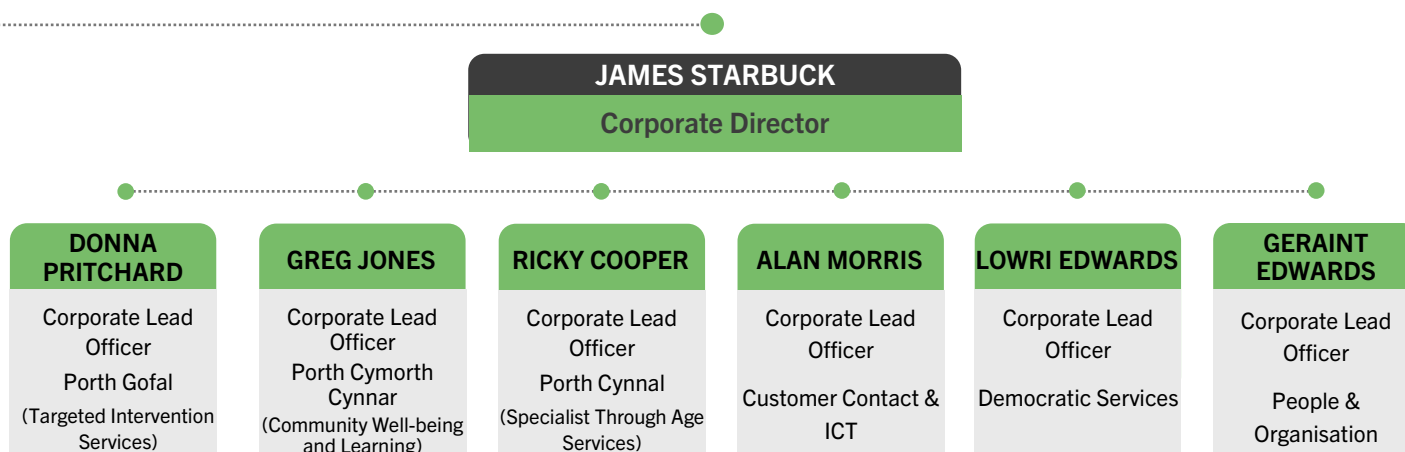 JAMES STARBUCK
Corporate Director
DONNA
PRITCHARD
Corporate Lead
Officer
Porth Gofal
(Targeted Intervention
Services)
GREG JONES
Corporate Lead
Officer
Porth Cymorth
Cynnar
(Community Well-being
and Learning)
RICKY COOPER
Corporate Lead
Officer
Porth Cynnal
(Specialist Through Age
Services)
ALAN MORRIS
Corporate Lead
Officer
Customer Contact &
ICT
LOWRI EDWARDS
Corporate Lead
Officer
Democratic Services
GERAINT
EDWARDS
Corporate Lead
Officer
People &
Organisation